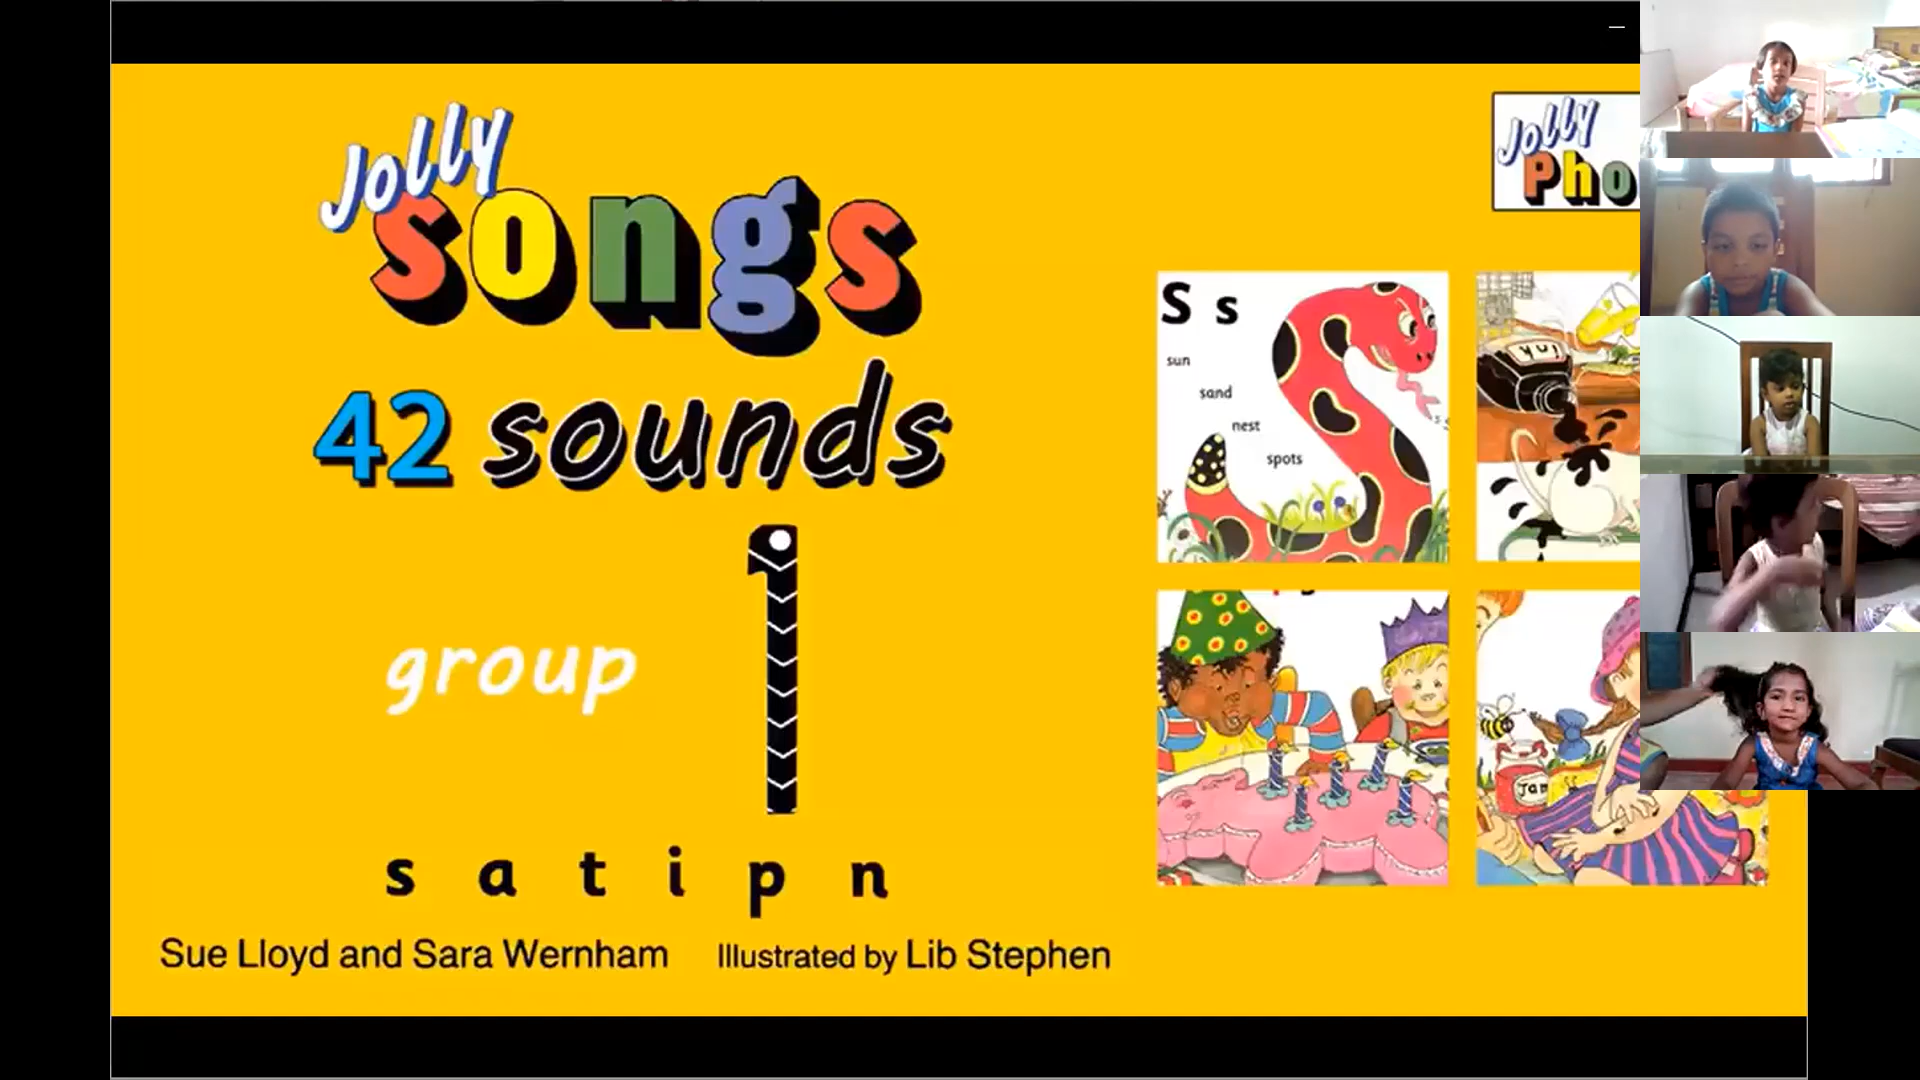 Jolly
songs
42 sounds
group 1
s a t i p n
Sue Lloyd and Sara Wernham Illustrated by Lib Stephen
Jolly
Pho
S s
sun
sand
nest
spots
Jam